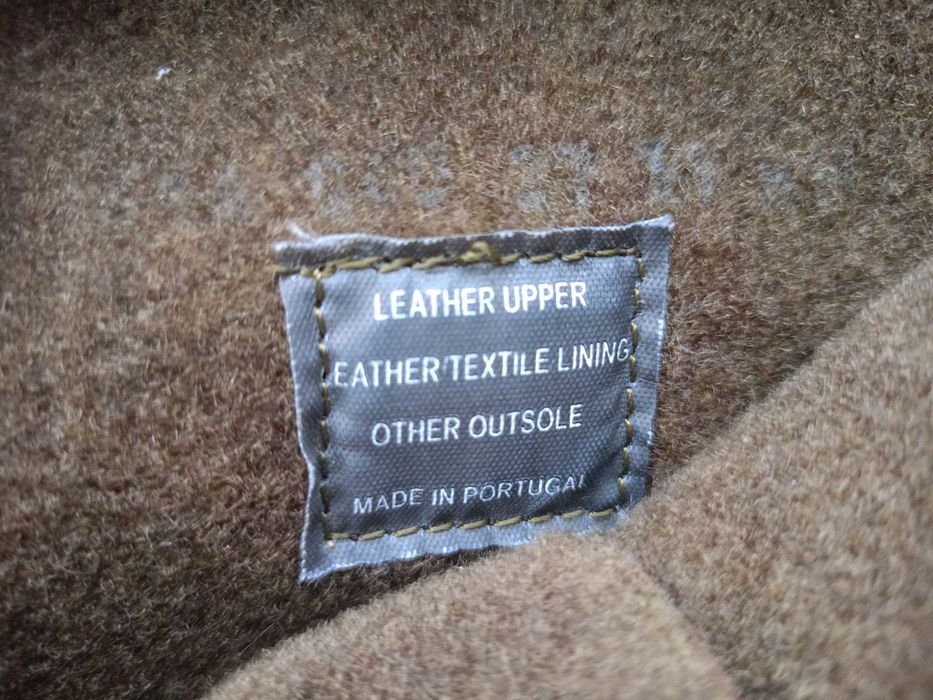 LEATHER UPPER
EATHER/TEXTILE LINING
OTHER OUTSOLE
MADE IN PORTUGAL